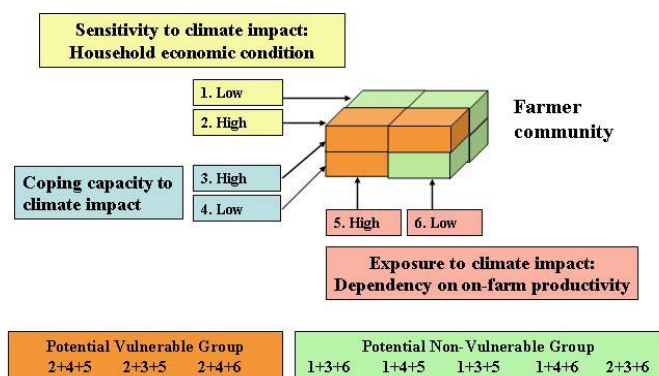 Sensitivity to climate impact:
Household economic condition
1. Low
2. High
Farmer
community
Coping capacity to
climate impact
3. High
4. Low
5. High
6. Low
Exposure to climate impact:
Dependency on on-farm productivity
Potential Vulnerable Group
2+4+5 2+3+5 2+4+6
Potential Non-Vulnerable Group
1+3+6 1+4+5 1+3+5 1+4+6 2+3+6